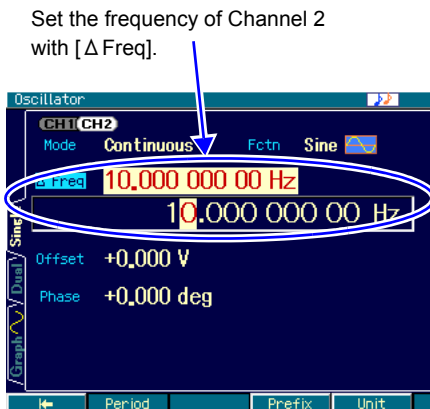 Set the frequency of Channel 2
with [Δ Freq].
Oscillator
CH1 CH2
Mode Continuous Fctn Sine
Δ Freq 10.000 000 00 Hz
10.000 000 00 Hz
Offset +0.000 V
Phase +0.000 deg
Single
Dual
Graph
Period Prefix Unit